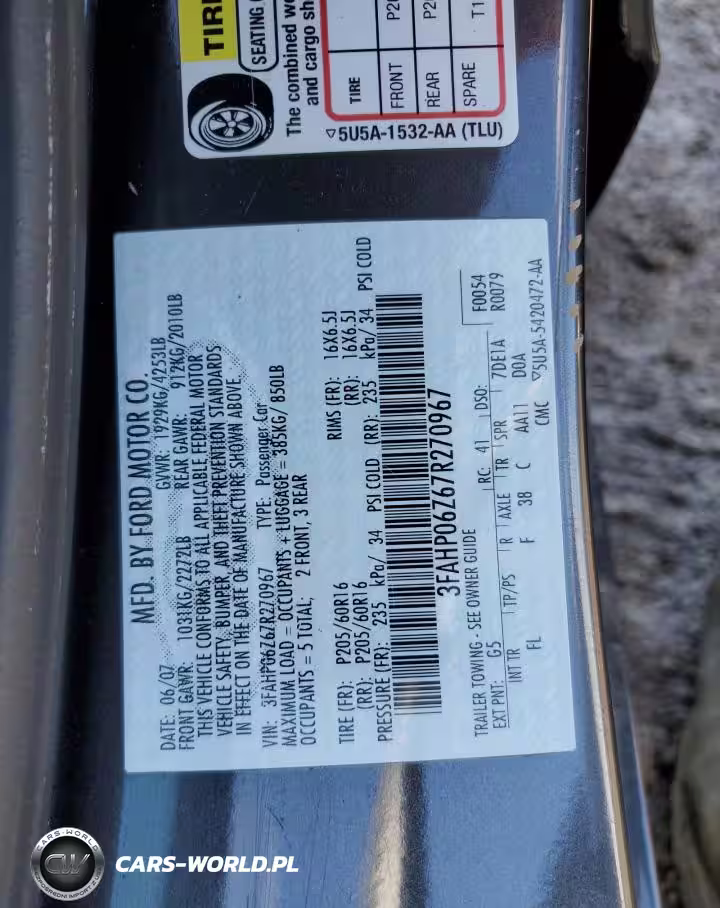 TIRE
SEATING
The combined
and cargo
TIRE
FRONT
REAR
SPARE T1
▽5U5A-1532-AA (TLU)
MFD. BY FORD MOTOR CO.
DATE: 06/07 GVWR: 1929KG/4253LB
FRONT GAWR: 1031KG/2272LB REAR GAWR: 912KG/2010LB
THIS VEHICLE CONFORMS TO ALL APPLICABLE FEDERAL MOTOR
VEHICLE SAFETY, BUMPER, AND THEFT PREVENTION STANDARDS
IN EFFECT ON THE DATE OF MANUFACTURE SHOWN ABOVE.
VIN: 3FAHP06Z67R270967 TYPE: Passenger Car
MAXIMUM LOAD = OCCUPANTS + LUGGAGE = 385KG/ 850LB
OCCUPANTS = 5 TOTAL, 2 FRONT, 3 REAR
TIRE (FR): P205/60R16 RIMS (FR): 16X6.5J
(RR): P205/60R16 (RR): 16X6.5J
PRESSURE (FR): 235 kPa/ 34 PSI COLD (RR): 235 kPa/ 34 PSI COLD
3FAHP06Z67R270967
TRAILER TOWING - SEE OWNER GUIDE F0054
EXT PNT: G5 RC: 41 DSO: R0079
INT TR TP/PS R AXLE TR SPR 7DE1A
FL F 38 C AA11 D0A
CMC ▽5U5A-5420472-AA
CARS-WORLD
CW
CARS-WORLD.PL